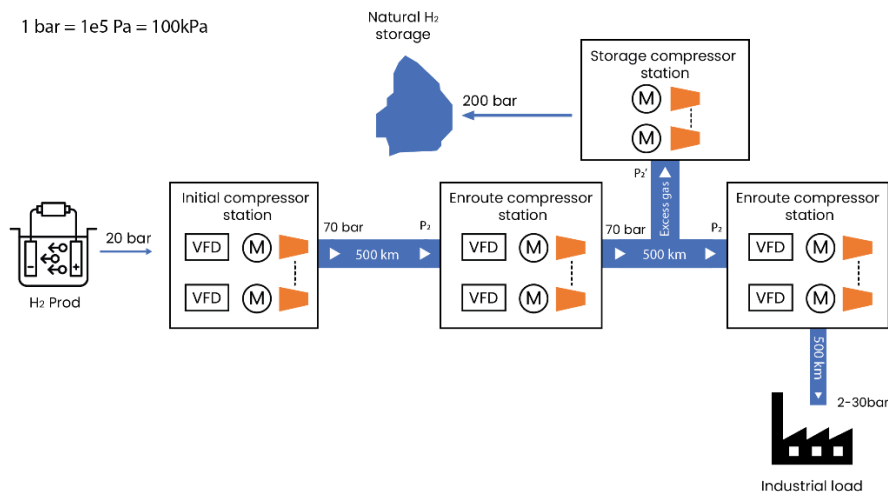 1 bar = 1e5 Pa = 100kPa
Natural H₂
storage
Storage compressor
station
M
M
200 bar
P₂'
Excess gas
Initial compressor
station
VFD
M
VFD
M
20 bar
H₂ Prod
70 bar
P₂
500 km
Enroute compressor
station
VFD
M
VFD
M
70 bar
P₂
500 km
Enroute compressor
station
VFD
M
VFD
M
500 km
2-30bar
Industrial load